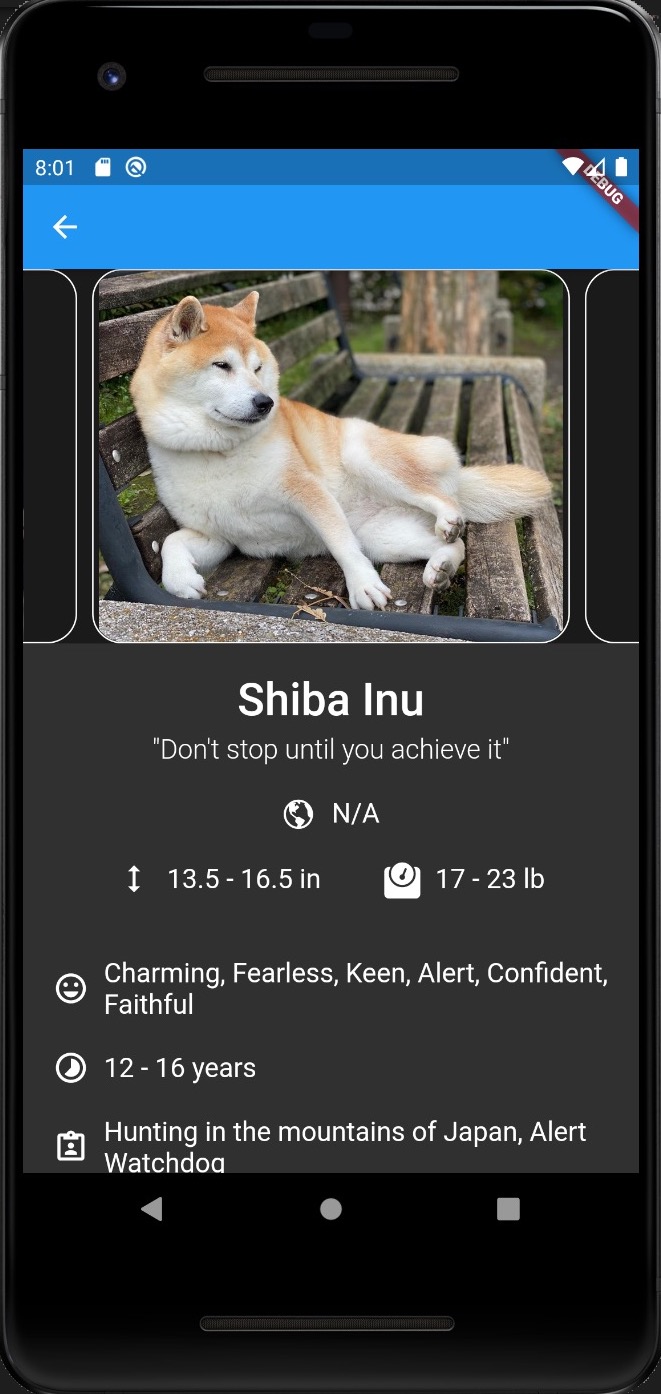 8:01
DEBUG
Shiba Inu
"Don't stop until you achieve it"
N/A
13.5 - 16.5 in 17 - 23 lb
Charming, Fearless, Keen, Alert, Confident,
Faithful
12 - 16 years
Hunting in the mountains of Japan, Alert
Watchdog